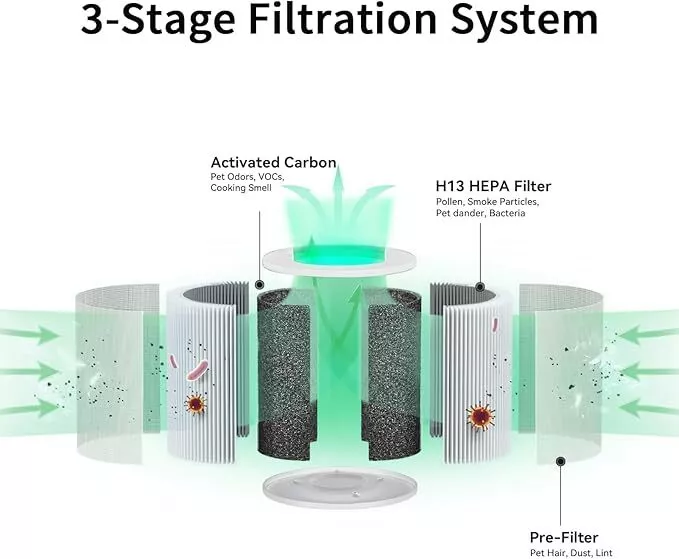 3-Stage Filtration System
Activated Carbon
Pet Odors, VOCs,
Cooking Smell
H13 HEPA Filter
Pollen, Smoke Particles,
Pet dander, Bacteria
Pre-Filter
Pet Hair, Dust, Lint